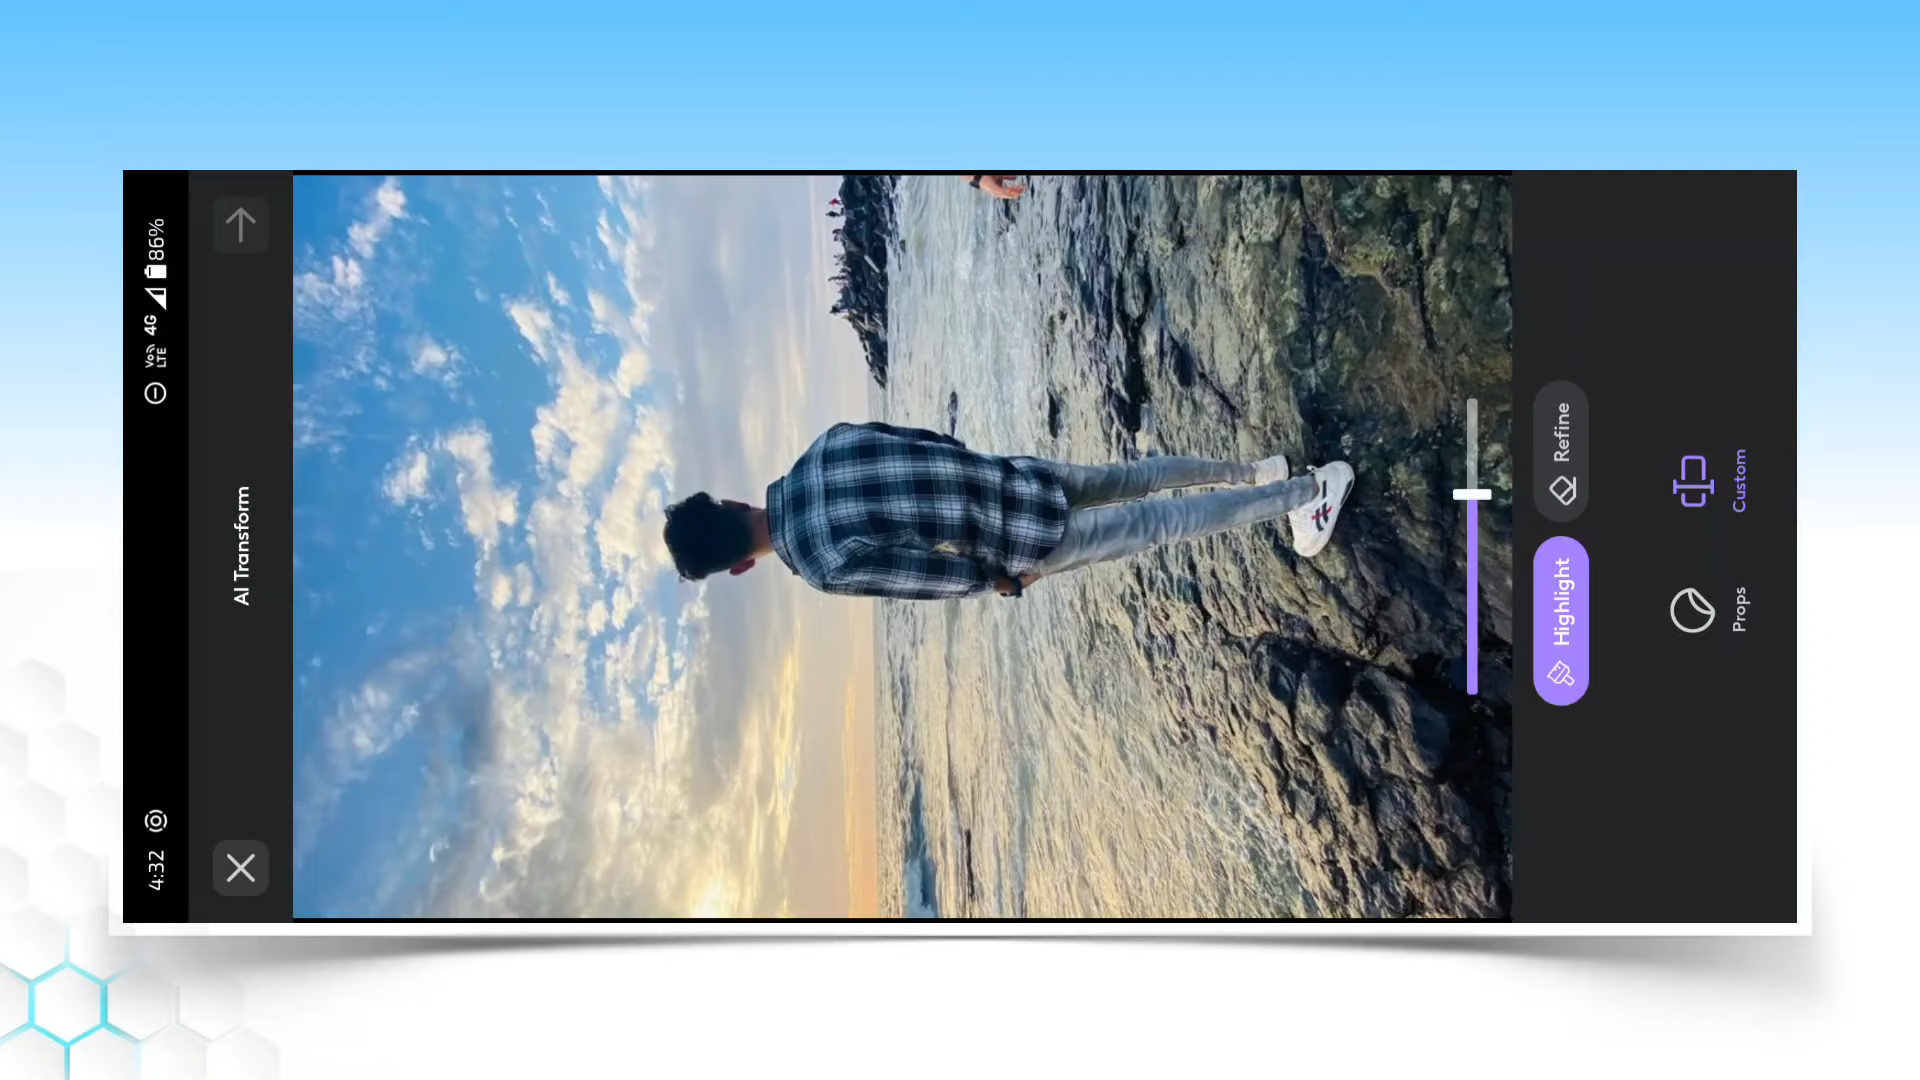 4:32
Vo)) LTE 4G 86%
AI Transform
Highlight
Refine
Props
Custom